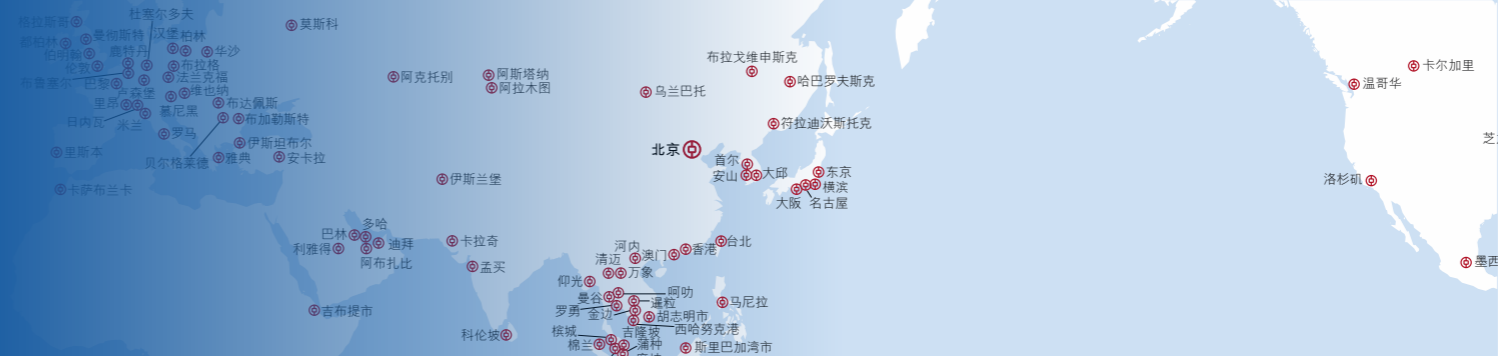 格拉斯哥
杜塞尔多夫
莫斯科
都柏林
曼彻斯特
汉堡
柏林
伯明翰
鹿特丹
华沙
伦敦
布拉格
布鲁塞尔
巴黎
法兰克福
卢森堡
维也纳
里昂
慕尼黑
布达佩斯
日内瓦
米兰
布加勒斯特
罗马
伊斯坦布尔
里斯本
贝尔格莱德
雅典
安卡拉
卡萨布兰卡
阿克托别
阿斯塔纳
阿拉木图
乌兰巴托
布拉戈维申斯克
哈巴罗夫斯克
符拉迪沃斯托克
北京
首尔
安山
大邱
东京
横滨
大阪
名古屋
伊斯兰堡
多哈
巴林
利雅得
迪拜
阿布扎比
卡拉奇
孟买
吉布提市
科伦坡
河内
澳门
香港
台北
清迈
万象
仰光
曼谷
呵叻
罗勇
暹粒
金边
胡志明市
马尼拉
西哈努克港
槟城
吉隆坡
棉兰
蒲种
斯里巴加湾市
卡尔加里
温哥华
洛杉矶
芝
墨西